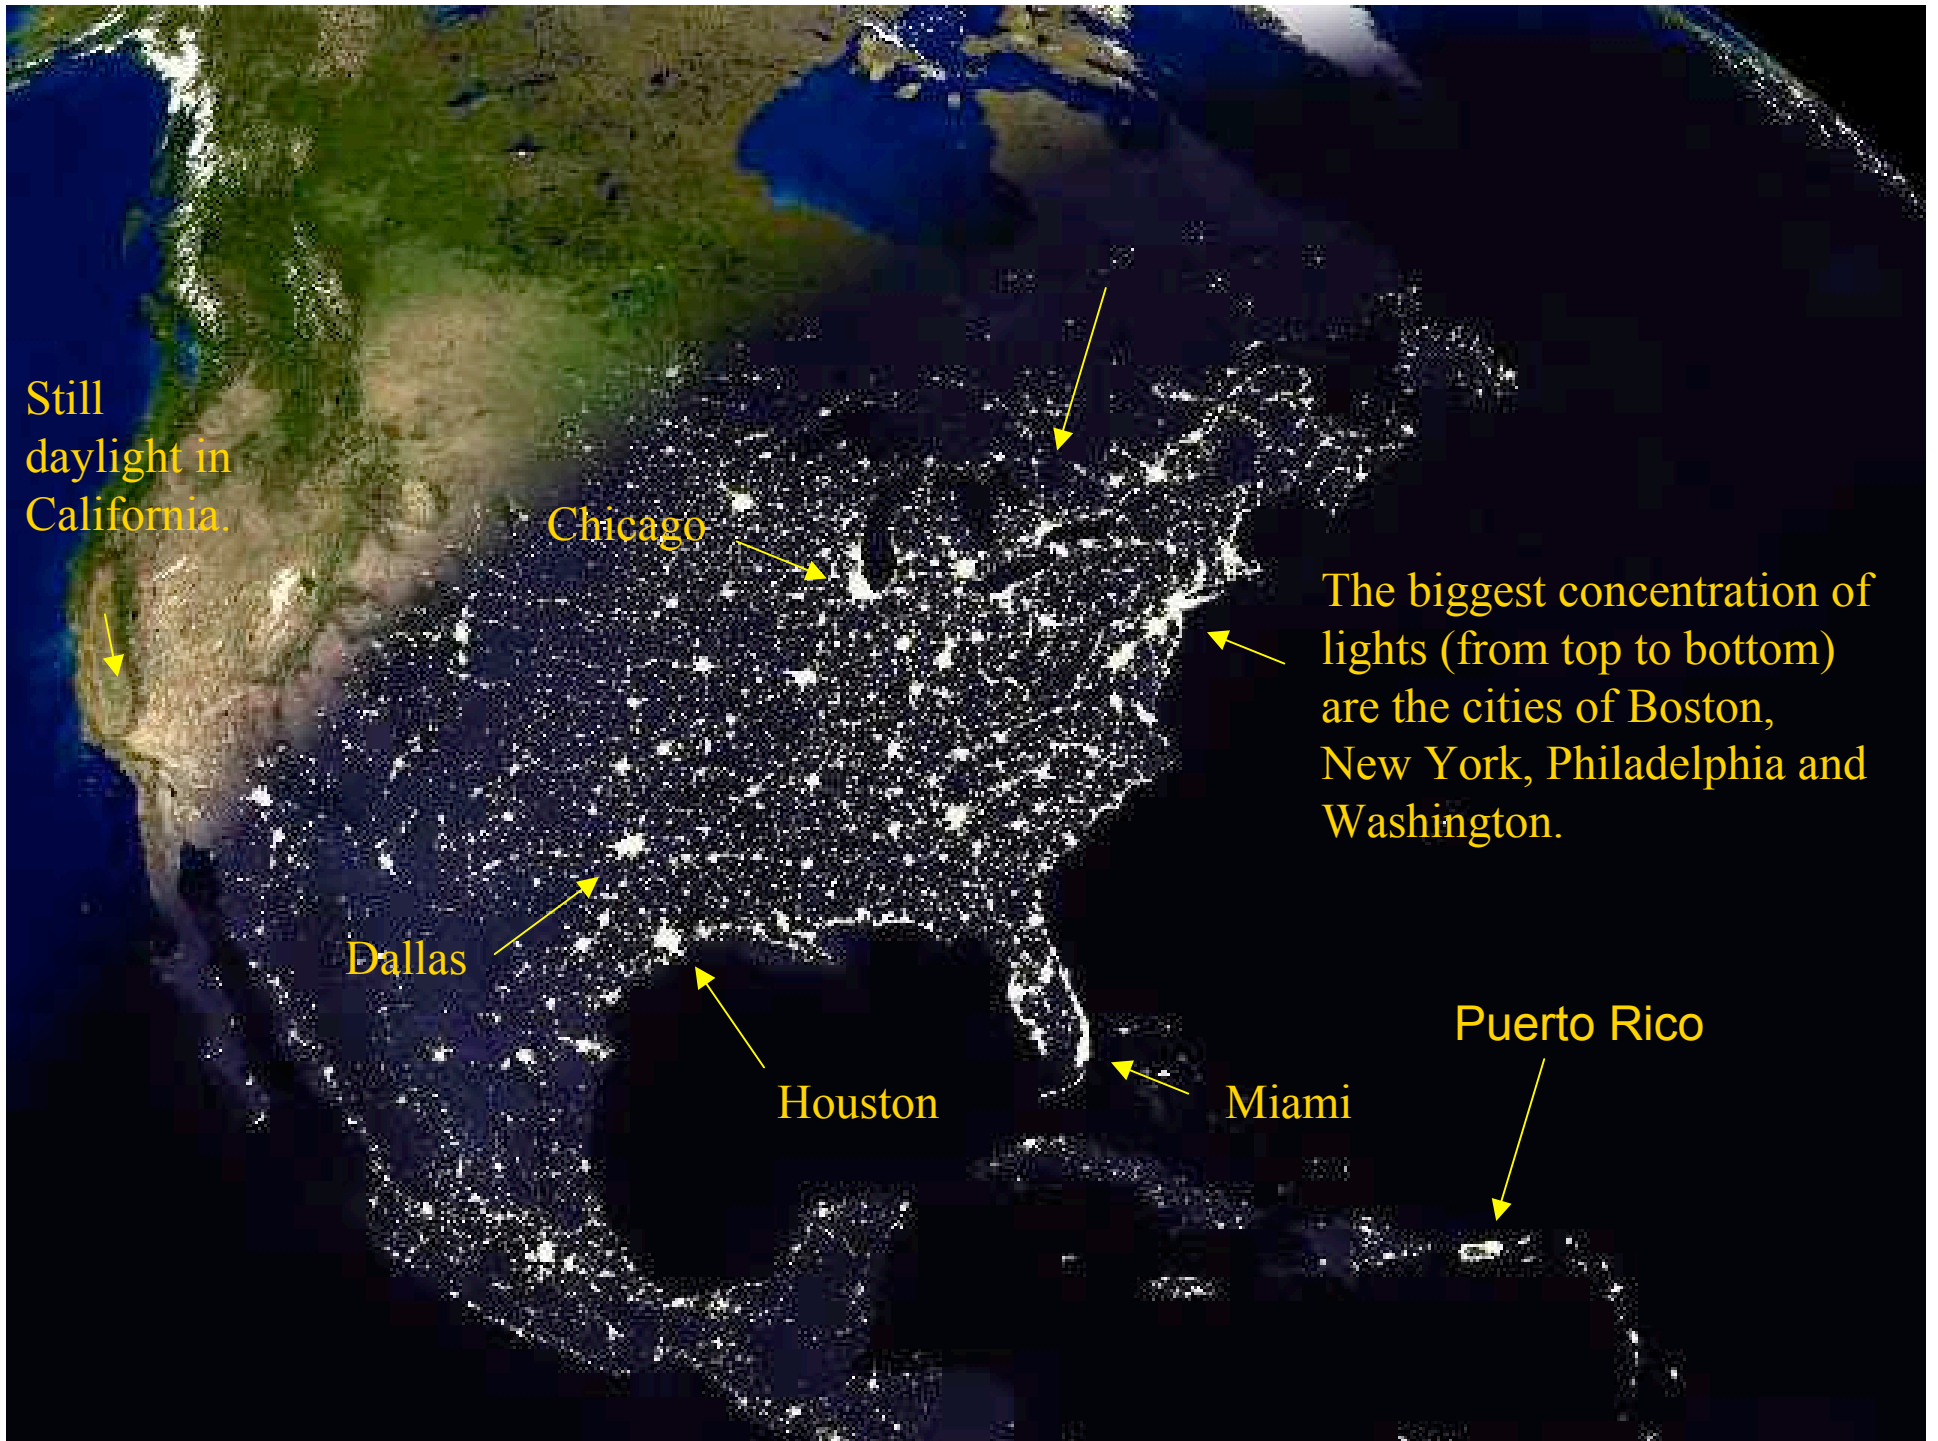 Still
daylight in
California.
Chicago
The biggest concentration of
lights (from top to bottom)
are the cities of Boston,
New York, Philadelphia and
Washington.
Dallas
Houston
Miami
Puerto Rico